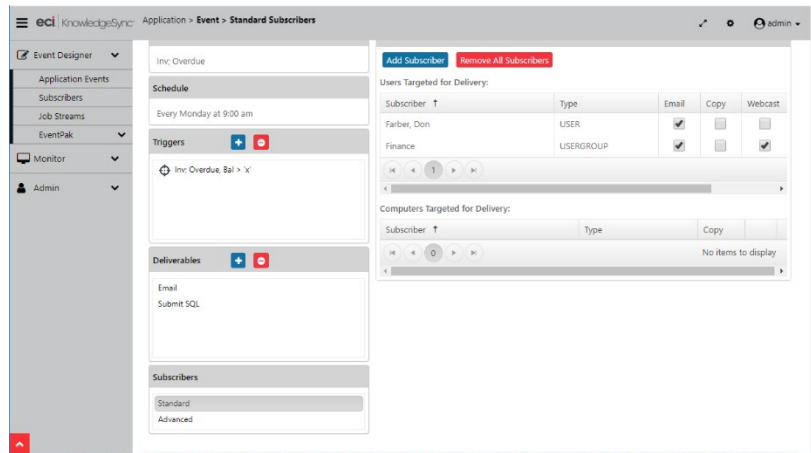 eci KnowledgeSync
Application > Event > Standard Subscribers
admin
Event Designer
Application Events
Subscribers
Job Streams
EventPak
Monitor
Admin
Inv; Overdue
Schedule
Every Monday at 9:00 am
Triggers
Inv; Overdue, Bal > 'x'
Deliverables
Email
Submit SQL
Subscribers
Standard
Advanced
Add Subscriber Remove All Subscribers
Users Targeted for Delivery:
Subscriber ↑ Type Email Copy Webcast
Farber, Don USER
Finance USERGROUP
1
Computers Targeted for Delivery:
Subscriber ↑ Type Copy
0 No items to display